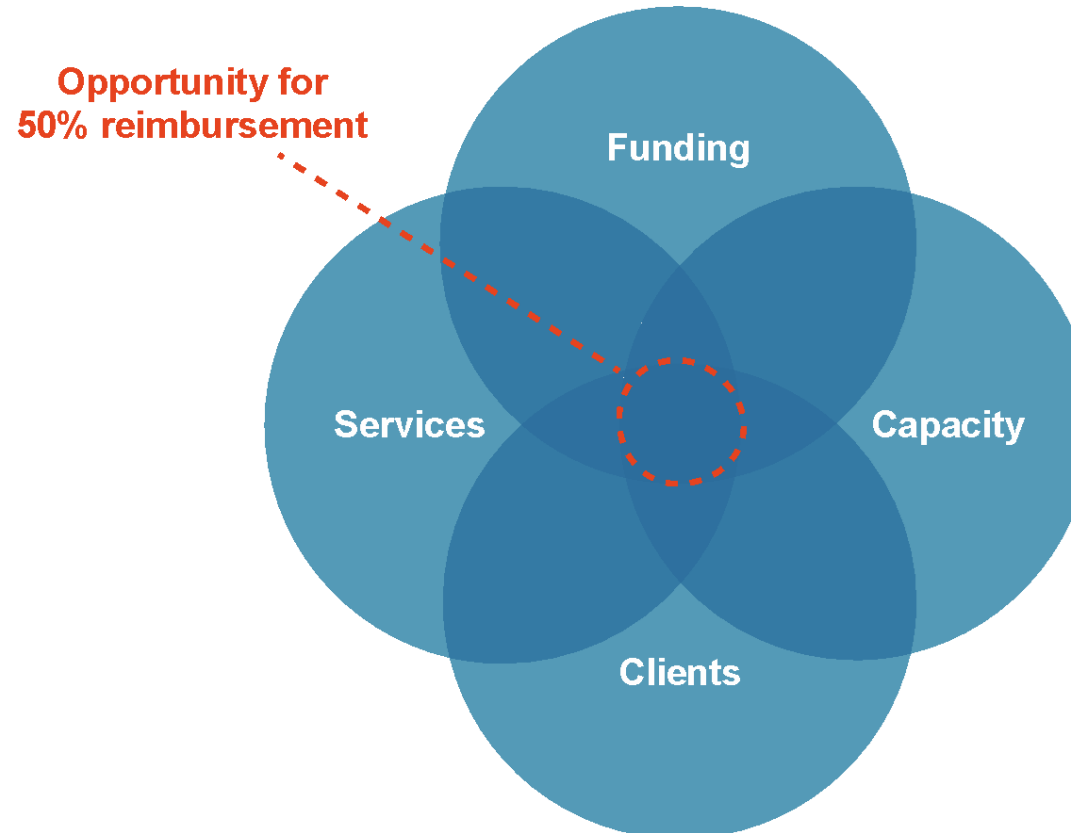 Opportunity for
50% reimbursement
Funding
Services
Capacity
Clients